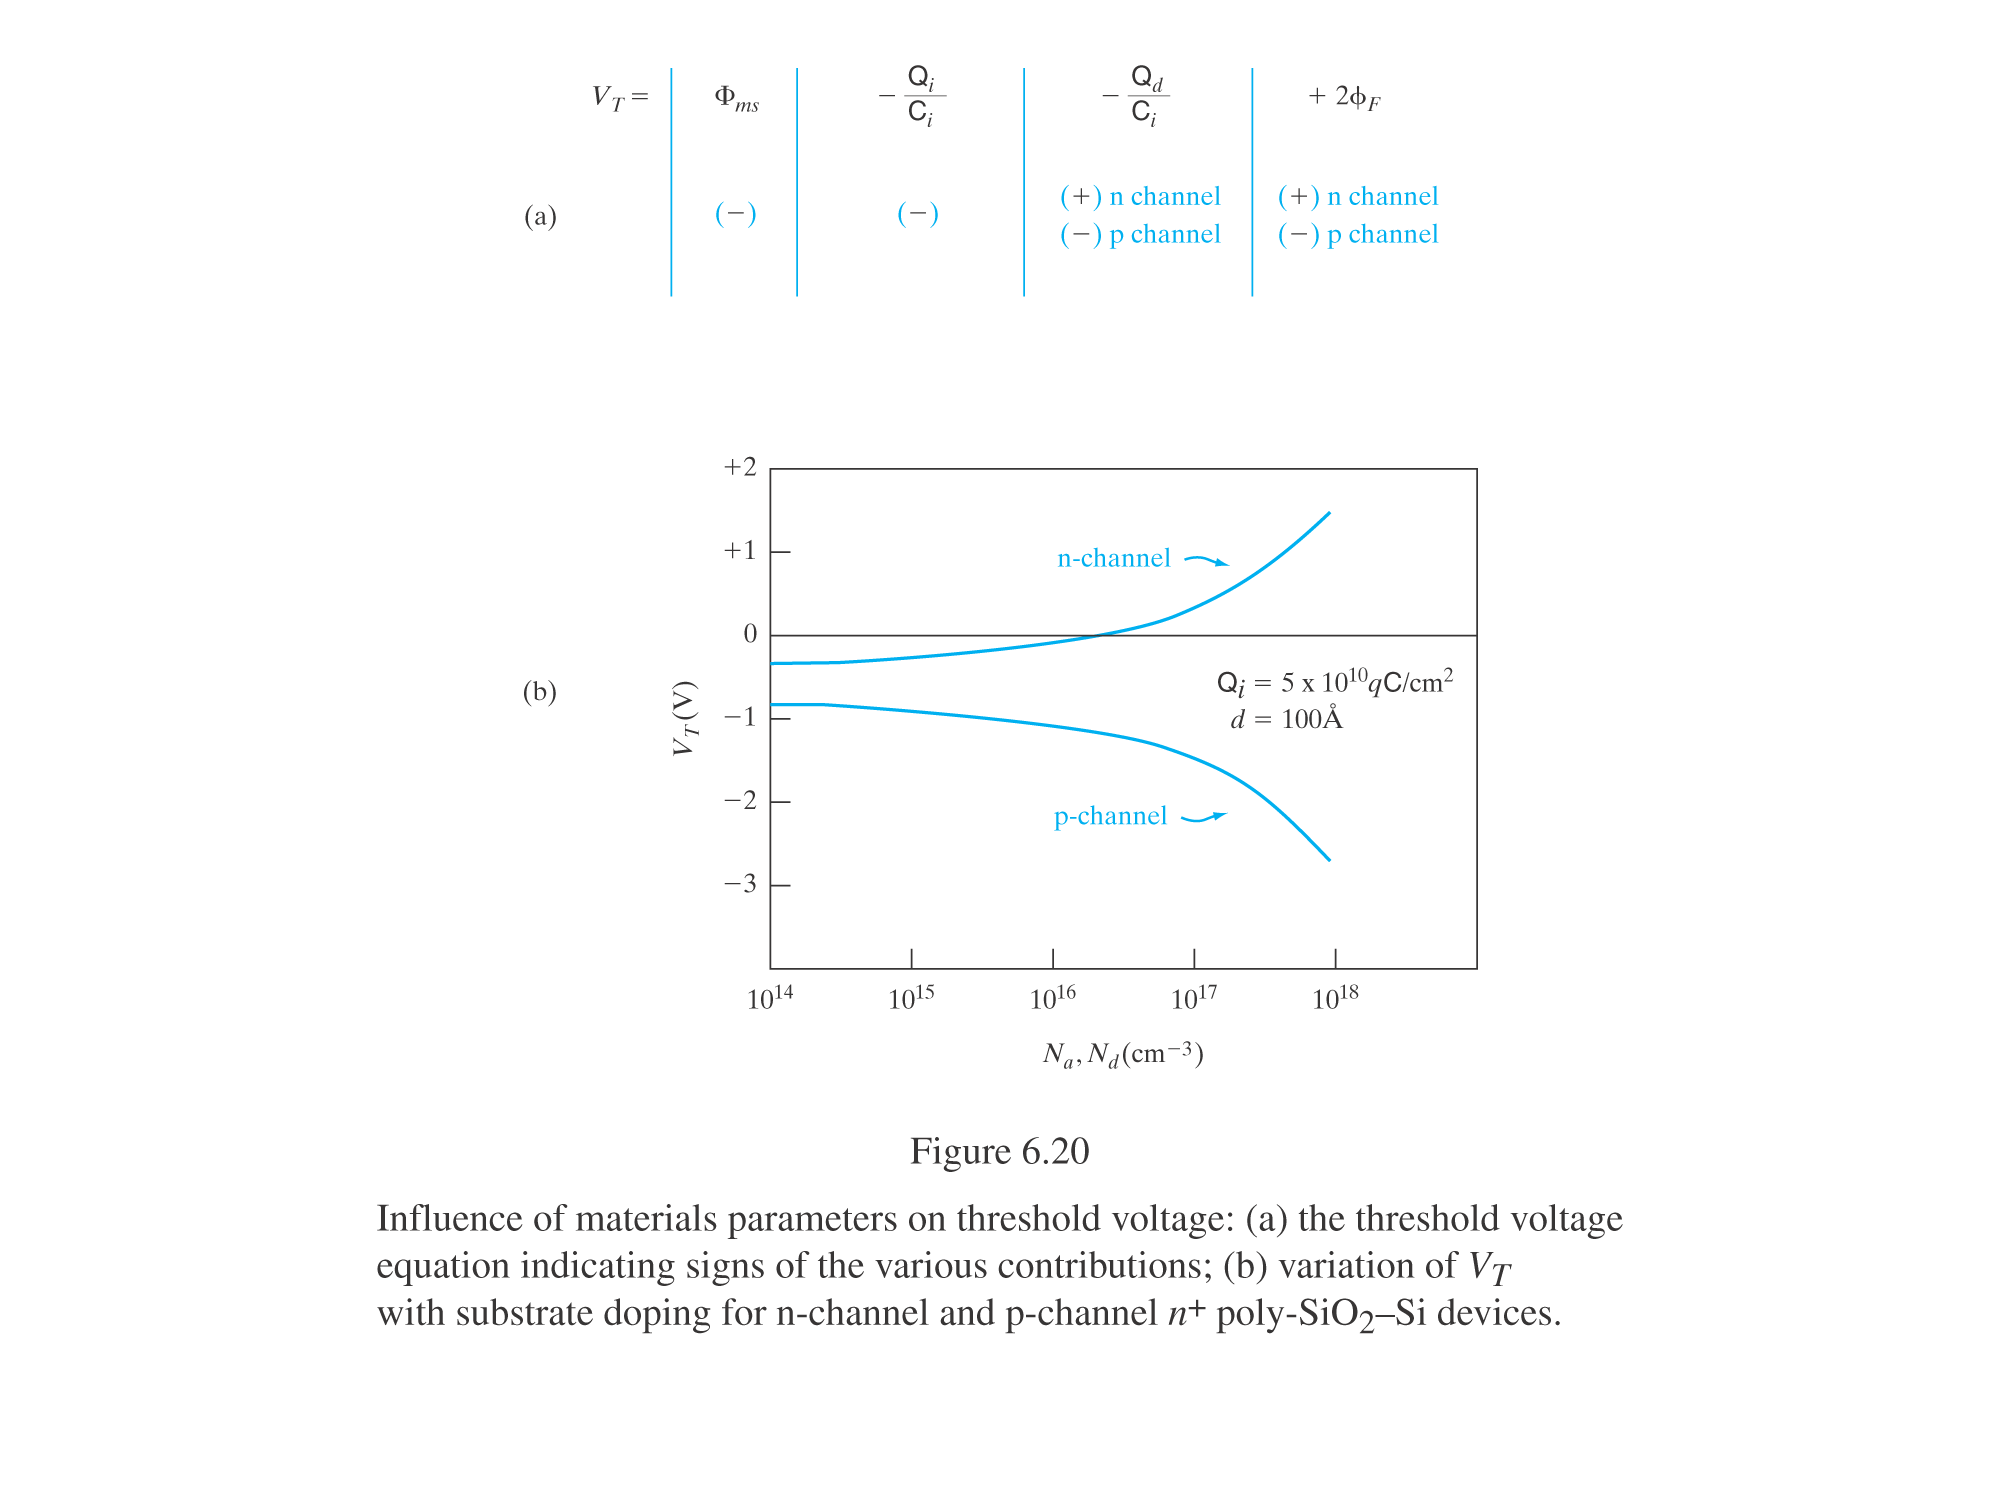 V_T = Φ_ms − Q_i/C_i − Q_d/C_i + 2ϕ_F
(a) (−) (−) (+) n channel (+) n channel
(−) p channel (−) p channel
(b)
V_T (V)
+2
+1
0
−1
−2
−3
n-channel
p-channel
Q_i = 5 x 10^10 qC/cm^2
d = 100Å
10^14 10^15 10^16 10^17 10^18
N_a, N_d (cm^−3)
Figure 6.20
Influence of materials parameters on threshold voltage: (a) the threshold voltage
equation indicating signs of the various contributions; (b) variation of V_T
with substrate doping for n-channel and p-channel n+ poly-SiO_2–Si devices.